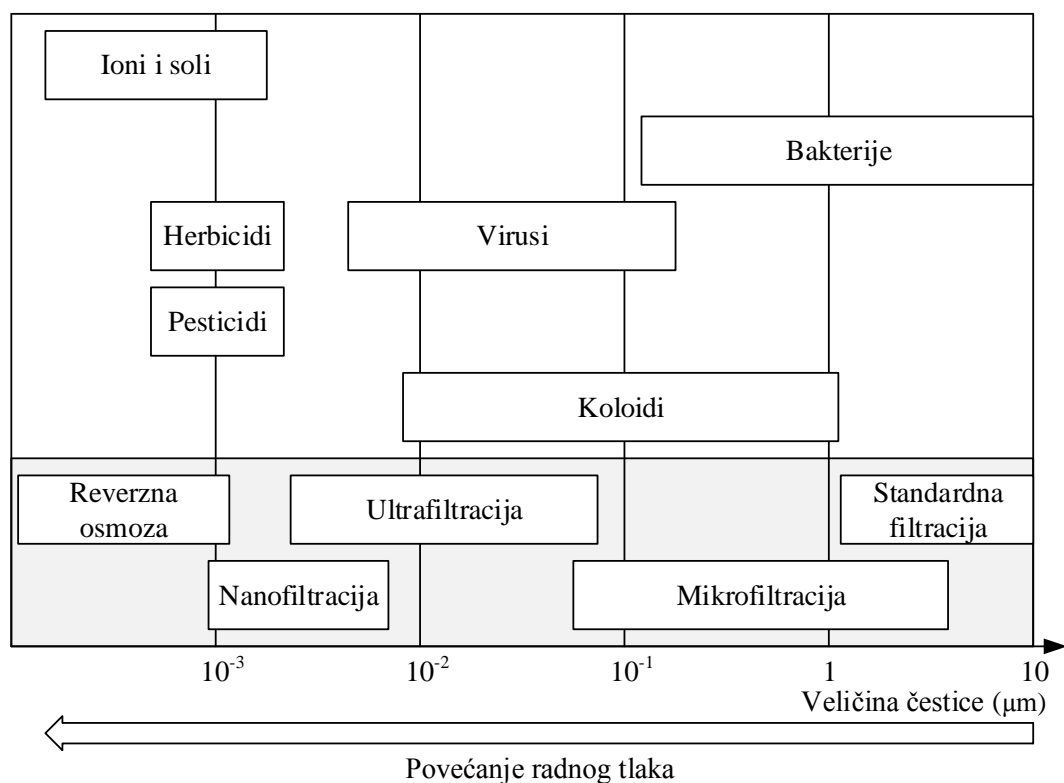 Ioni i soli
Bakterije
Herbicidi
Virusi
Pesticidi
Koloidi
Reverzna
osmoza
Ultrafiltracija
Standardna
filtracija
Nanofiltracija
Mikrofiltracija
10⁻³
10⁻²
10⁻¹
1
10
Veličina čestice (μm)
Povećanje radnog tlaka